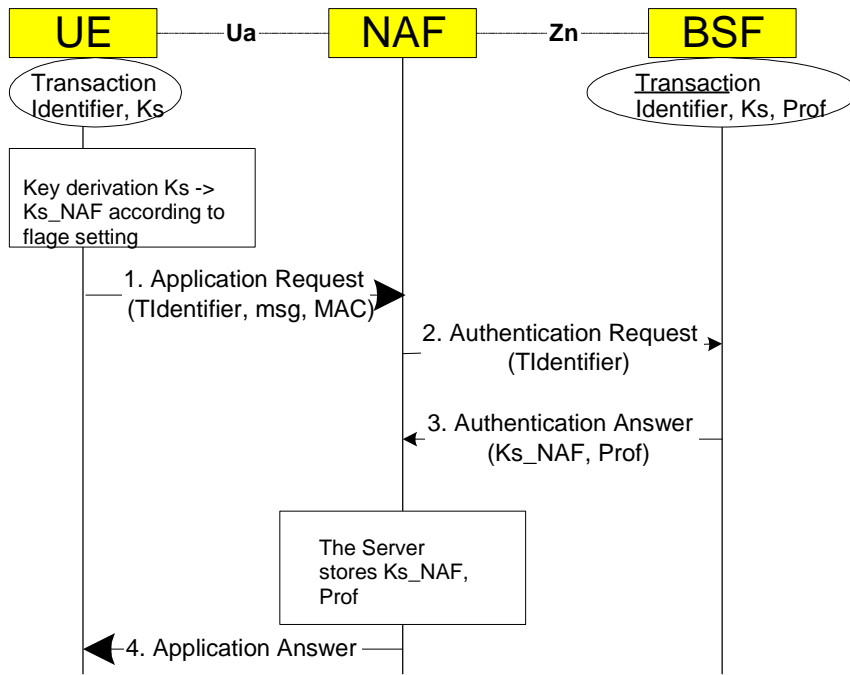 UE
Ua
NAF
Zn
BSF
Transaction
Identifier, Ks
Transaction
Identifier, Ks, Prof
Key derivation Ks ->
Ks_NAF according to
flage setting
1. Application Request
(TIdentifier, msg, MAC)
2. Authentication Request
(TIdentifier)
3. Authentication Answer
(Ks_NAF, Prof)
The Server
stores Ks_NAF,
Prof
4. Application Answer